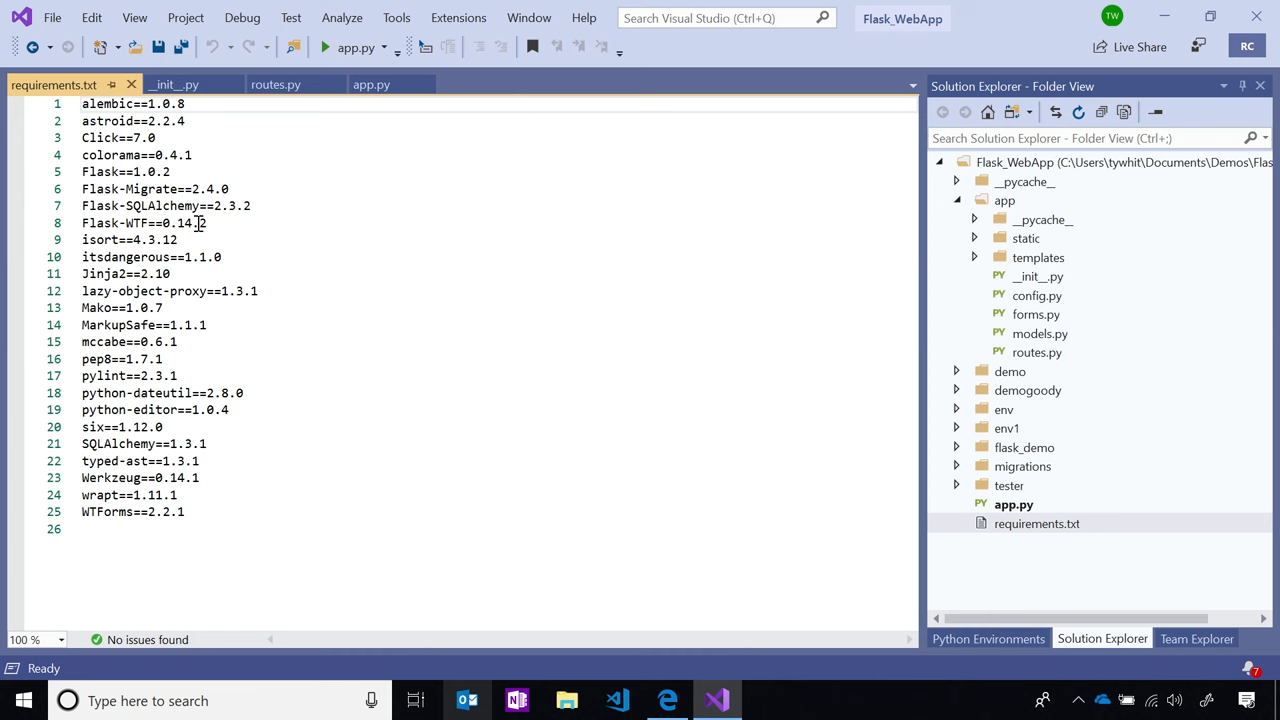 File Edit View Project Debug Test Analyze Tools Extensions Window Help Search Visual Studio (Ctrl+Q) Flask_WebApp TW
app.py Live Share RC
requirements.txt __init__.py routes.py app.py
1 alembic==1.0.8
2 astroid==2.2.4
3 Click==7.0
4 colorama==0.4.1
5 Flask==1.0.2
6 Flask-Migrate==2.4.0
7 Flask-SQLAlchemy==2.3.2
8 Flask-WTF==0.14.2
9 isort==4.3.12
10 itsdangerous==1.1.0
11 Jinja2==2.10
12 lazy-object-proxy==1.3.1
13 Mako==1.0.7
14 MarkupSafe==1.1.1
15 mccabe==0.6.1
16 pep8==1.7.1
17 pylint==2.3.1
18 python-dateutil==2.8.0
19 python-editor==1.0.4
20 six==1.12.0
21 SQLAlchemy==1.3.1
22 typed-ast==1.3.1
23 Werkzeug==0.14.1
24 wrapt==1.11.1
25 WTForms==2.2.1
26
100 % No issues found
Solution Explorer - Folder View
Search Solution Explorer - Folder View (Ctrl+;)
Flask_WebApp (C:\Users\tywhit\Documents\Demos\Flas
__pycache__
app
__pycache__
static
templates
PY __init__.py
PY config.py
PY forms.py
PY models.py
PY routes.py
demo
demogoody
env
env1
flask_demo
migrations
tester
PY app.py
requirements.txt
Python Environments Solution Explorer Team Explorer
Ready 7
Type here to search